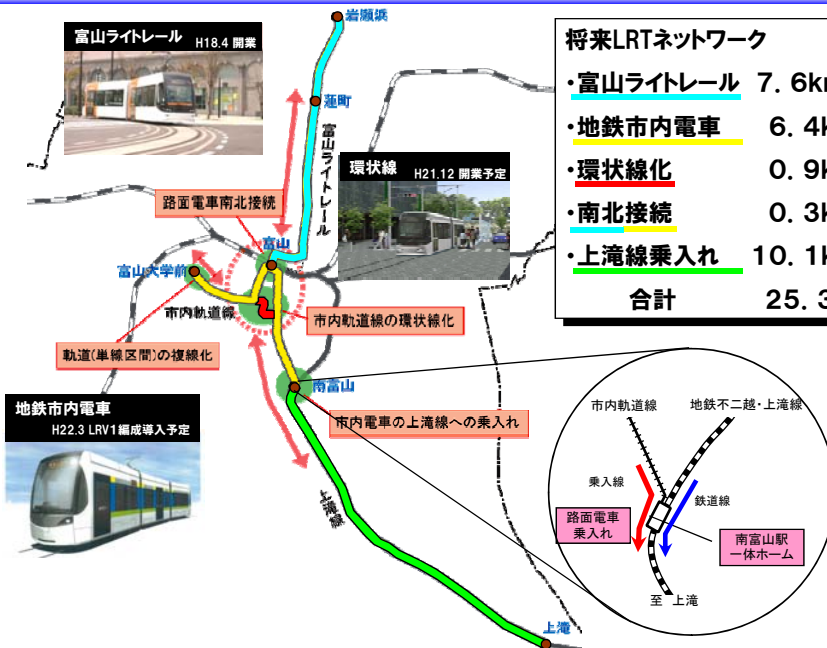 岩瀬浜
富山ライトレール H18.4 開業
将来LRTネットワーク
・富山ライトレール 7.6k
・地鉄市内電車 6.4k
・環状線化 0.9k
・南北接続 0.3k
・上滝線乗入れ 10.1k
合計 25.3
蓮町
富山ライトレール
環状線 H21.12 開業予定
路面電車南北接続
富山
富山大学前
市内軌道線
市内軌道線の環状線化
軌道(単線区間)の複線化
南富山
市内電車の上滝線への乗入れ
地鉄市内電車
H22.3 LRV1編成導入予定
上滝線
上滝
市内軌道線
地鉄不二越・上滝線
乗入線
鉄道線
路面電車
乗入れ
南富山駅
一体ホーム
至 上滝